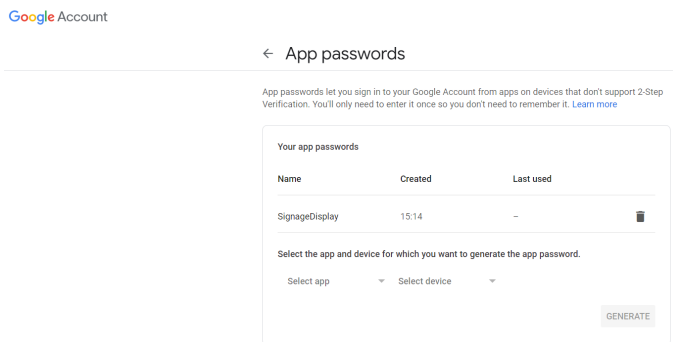 Google Account
App passwords
App passwords let you sign in to your Google Account from apps on devices that don't support 2-Step
Verification. You'll only need to enter it once so you don't need to remember it. Learn more
Your app passwords
Name Created Last used
SignageDisplay 15:14 –
Select the app and device for which you want to generate the app password.
Select app Select device
GENERATE